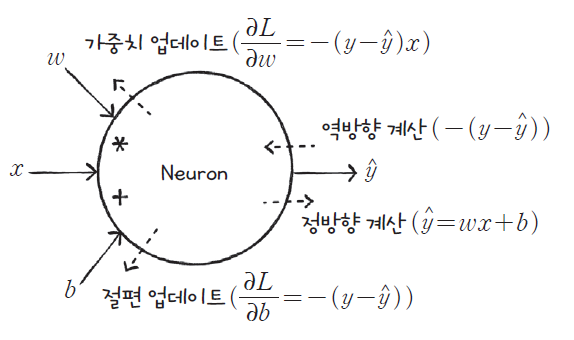 가중치 업데이트(∂L/∂w=−(y−ŷ)x)
w
*
역방향 계산(−(y−ŷ))
x
Neuron
ŷ
+
정방향 계산(ŷ=wx+b)
b
절편 업데이트(∂L/∂b=−(y−ŷ))